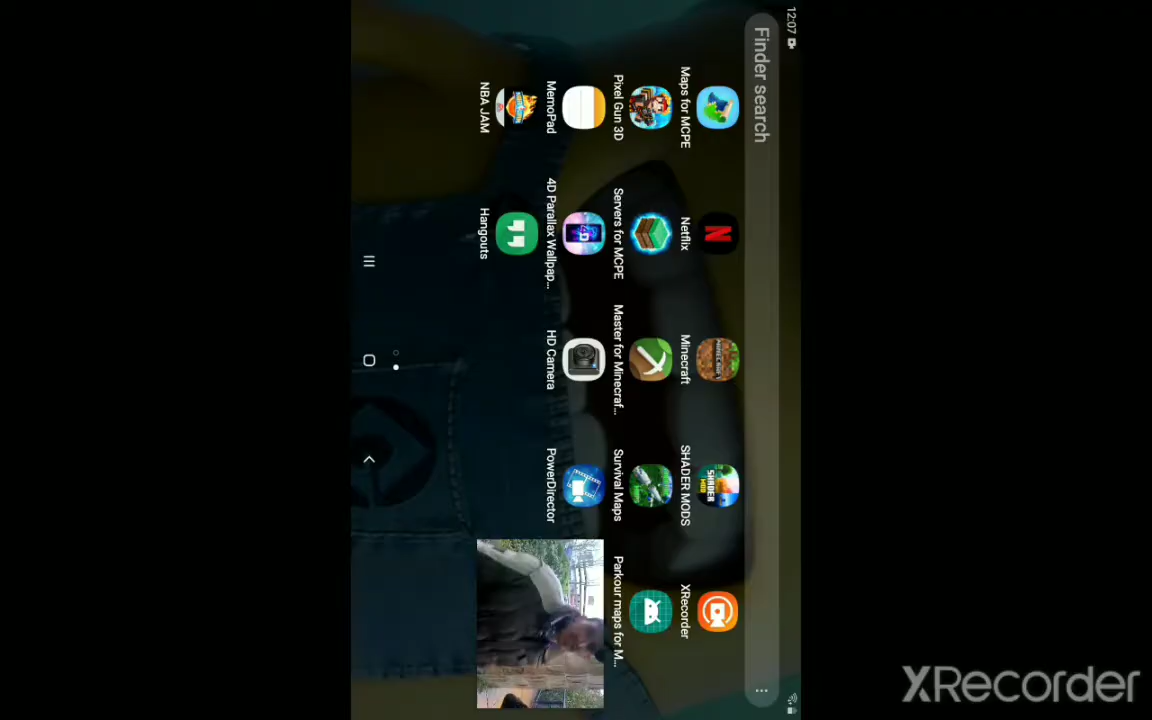 12:07
Finder search
Maps for MCPE
Netflix
Minecraft
SHADER MODS
XRecorder
Pixel Gun 3D
Servers for MCPE
Master for Minecraf...
Survival Maps
Parkour maps for M...
MemoPad
4D Parallax Wallpap...
HD Camera
PowerDirector
NBA JAM
Hangouts
XRecorder